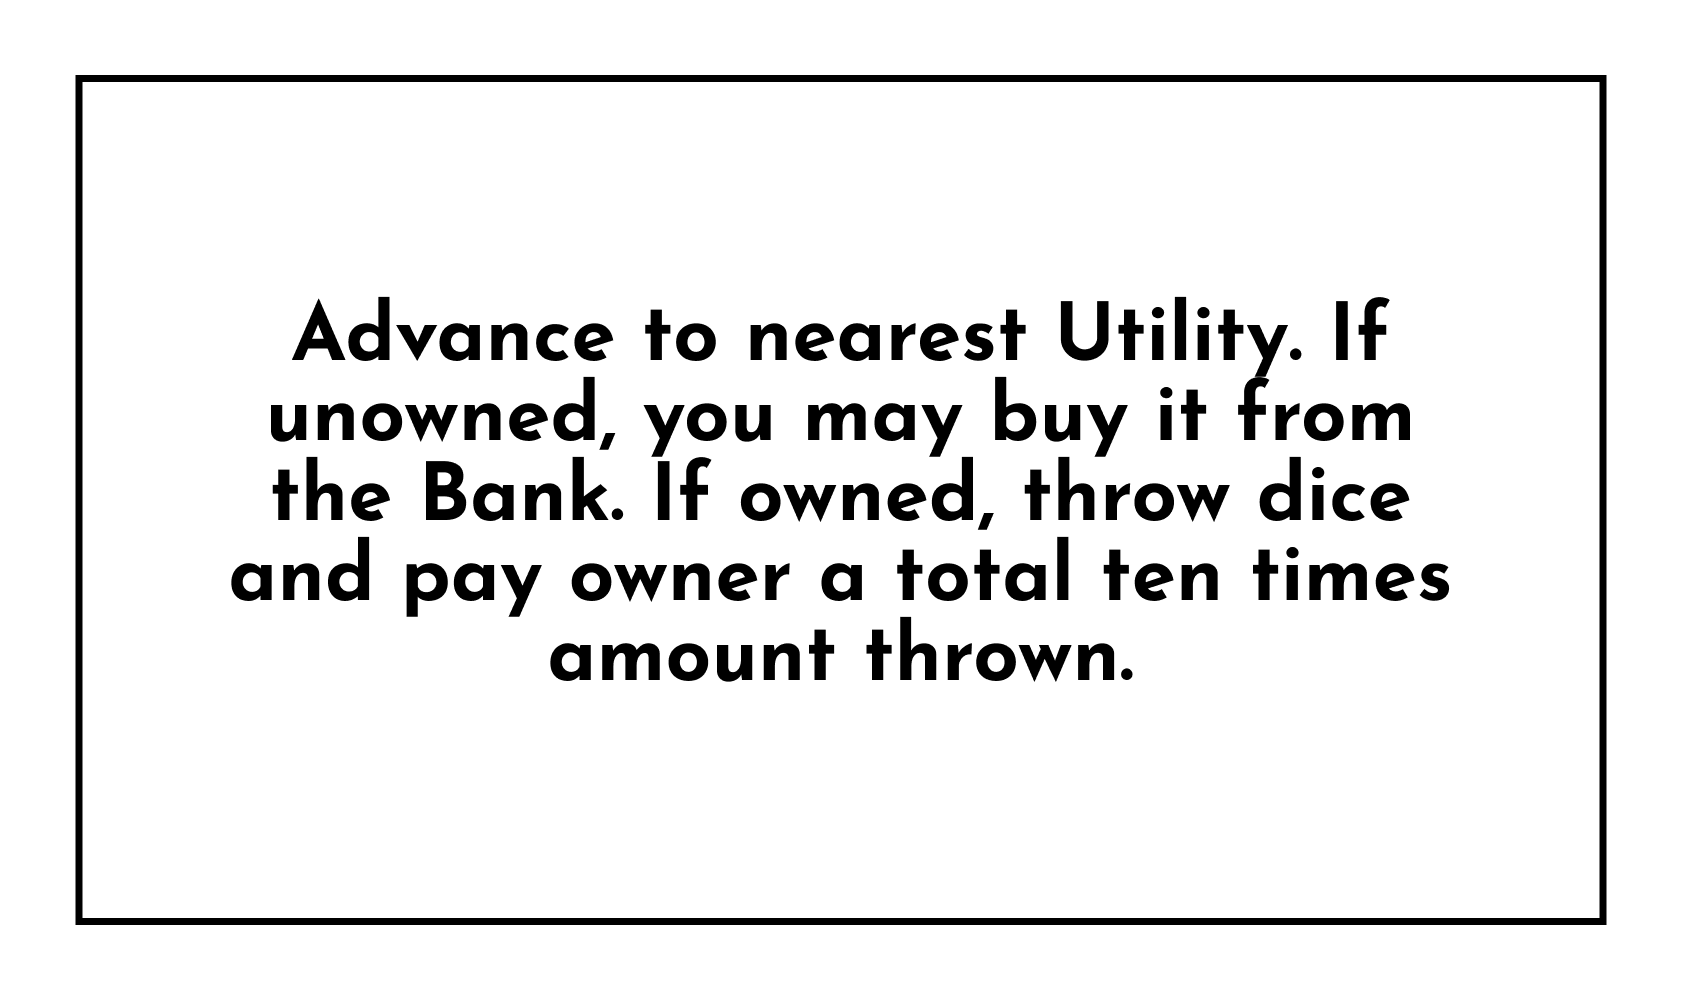 Advance to nearest Utility. If
unowned, you may buy it from
the Bank. If owned, throw dice
and pay owner a total ten times
amount thrown.